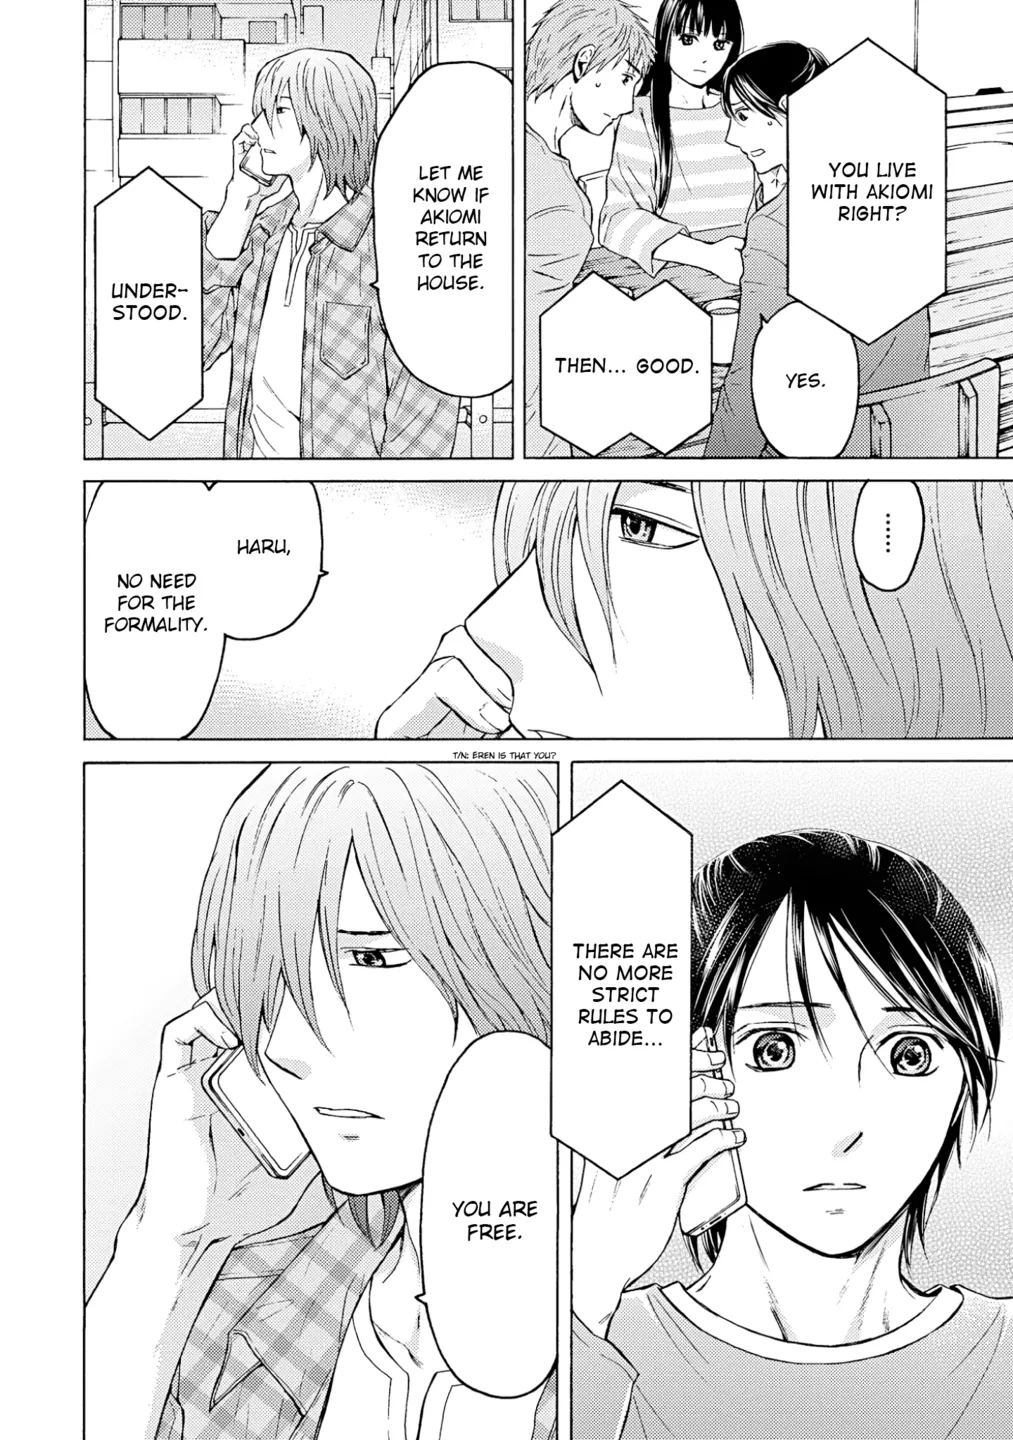 YOU LIVE
WITH AKIOMI
RIGHT?
YES.
THEN... GOOD.
LET ME
KNOW IF
AKIOMI
RETURN
TO THE
HOUSE.
UNDER-
STOOD.
........
HARU,
NO NEED
FOR THE
FORMALITY.
T/N: EREN IS THAT YOU?
THERE ARE
NO MORE
STRICT
RULES TO
ABIDE...
YOU ARE
FREE.